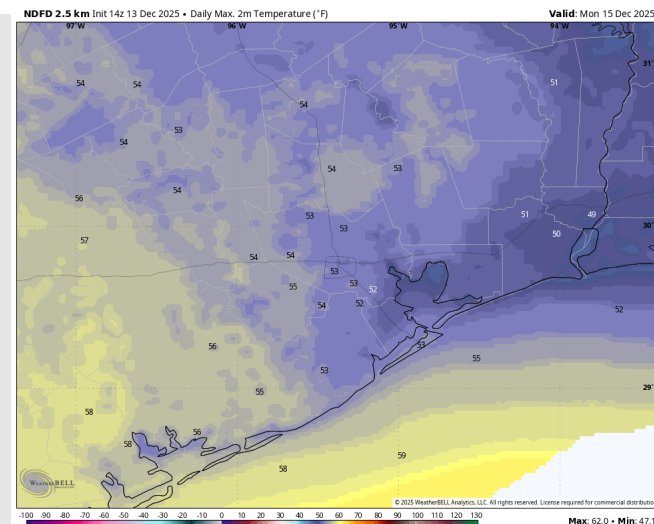 NDFD 2.5 km Init 14z 13 Dec 2025 • Daily Max. 2m Temperature (°F)
Valid: Mon 15 Dec 2025
97°W 96°W 95°W 94°W
31°
54 54 51
54
53
54
54 53
54
56
53 51 49
53 50
30°
57
54 54
53
55 53 52
54 52 52
53
56 55
53
55
29°
58
56
58
59
58
WeatherBELL
© 2025 WeatherBELL Analytics, LLC. All rights reserved. License required for commercial distributio
-100 -90 -80 -70 -60 -50 -40 -30 -20 -10 0 10 20 30 40 50 60 70 80 90 100 110 120 130
Max: 62.0 • Min: 47.1